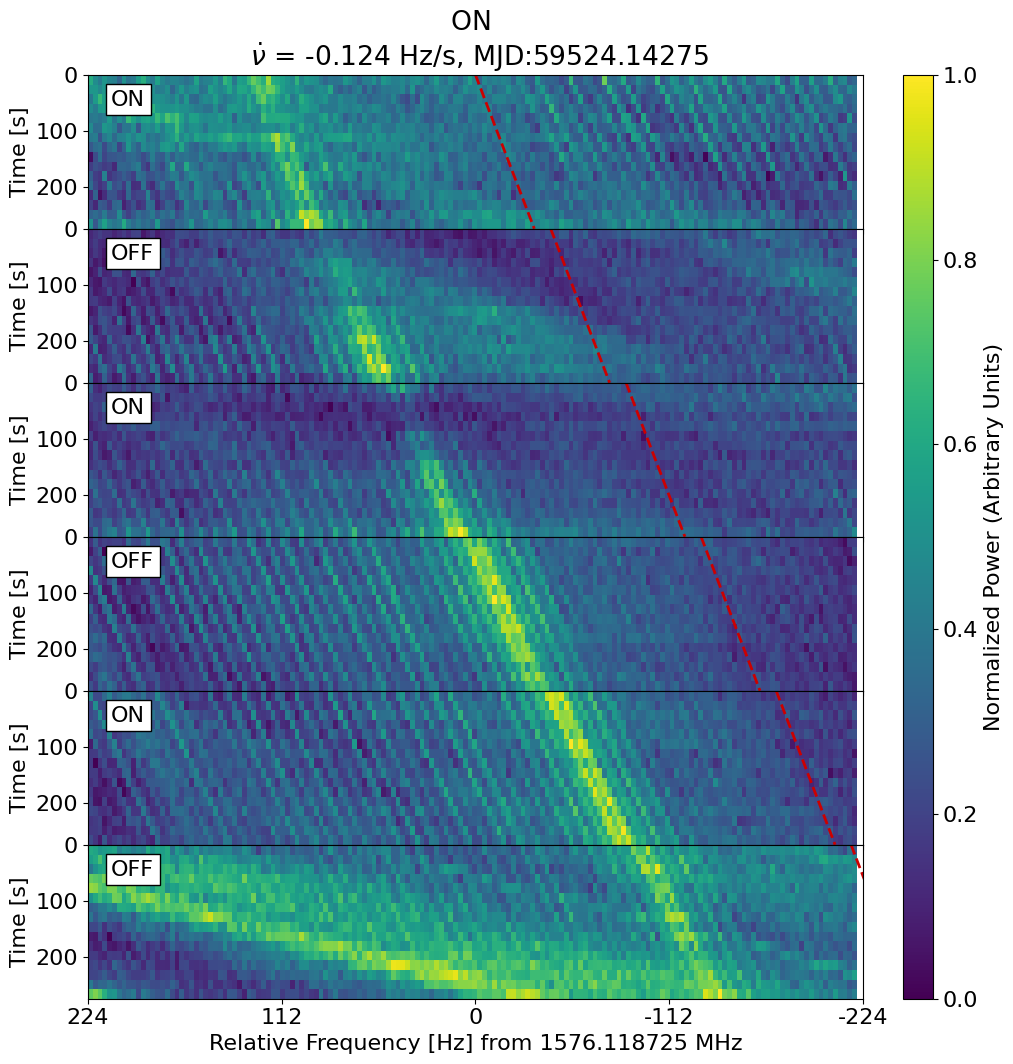 ON
ν̇ = -0.124 Hz/s, MJD:59524.14275
0
ON
100
200
Time [s]
0
OFF
100
200
Time [s]
0
ON
100
200
Time [s]
0
OFF
100
200
Time [s]
0
ON
100
200
Time [s]
0
OFF
100
200
Time [s]
224 112 0 -112 -224
Relative Frequency [Hz] from 1576.118725 MHz
1.0
0.8
0.6
0.4
0.2
0.0
Normalized Power (Arbitrary Units)